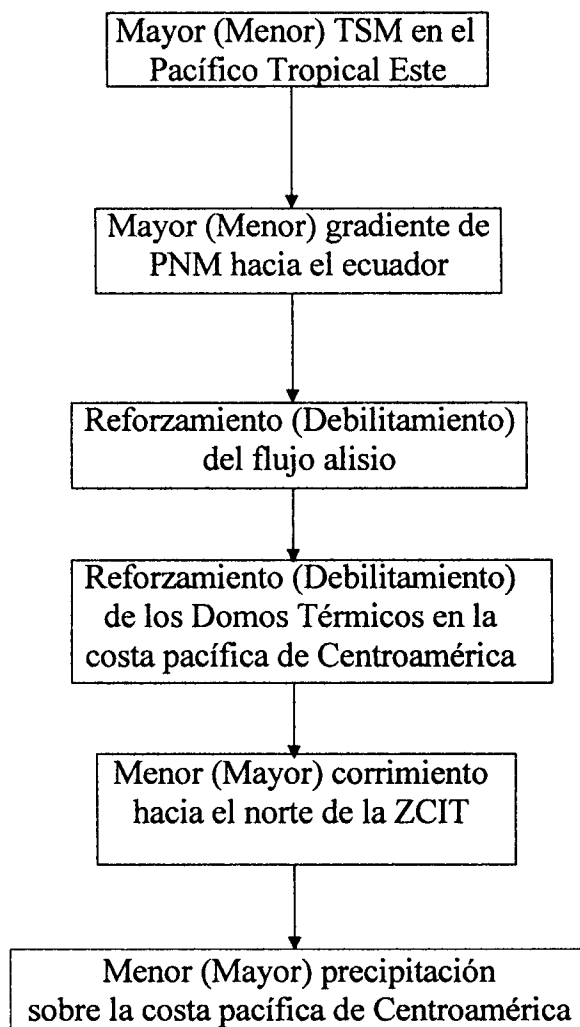 Mayor (Menor) TSM en el
Pacífico Tropical Este
Mayor (Menor) gradiente de
PNM hacia el ecuador
Reforzamiento (Debilitamiento)
del flujo alisio
Reforzamiento (Debilitamiento)
de los Domos Térmicos en la
costa pacífica de Centroamérica
Menor (Mayor) corrimiento
hacia el norte de la ZCIT
Menor (Mayor) precipitación
sobre la costa pacífica de Centroamérica